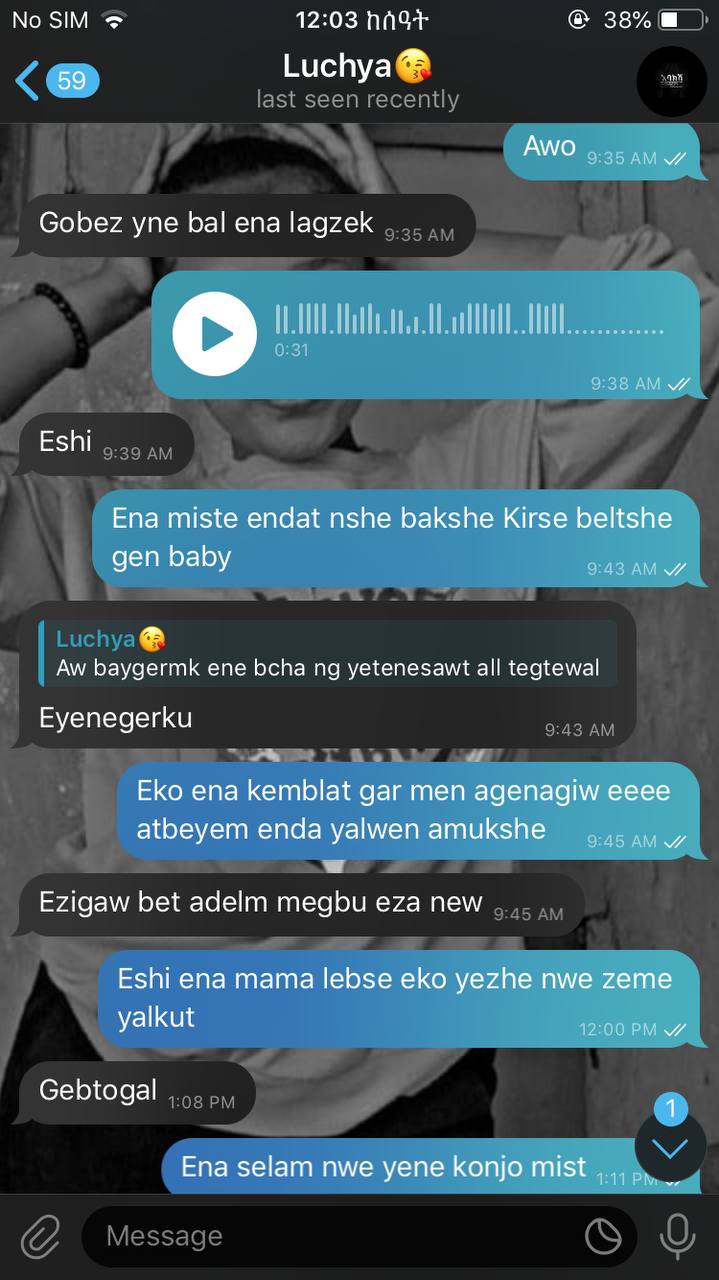 No SIM 12:03 ከሰዓት 38%
59 Luchya😘
last seen recently
Awo 9:35 AM
Gobez yne bal ena lagzek 9:35 AM
0:31
9:38 AM
Eshi 9:39 AM
Ena miste endat nshe bakshe Kirse beltshe
gen baby 9:43 AM
Luchya😘
Aw baygermk ene bcha ng yetenesawt all tegtewal
Eyenegerku 9:43 AM
Eko ena kemblat gar men agenagiw eeee
atbeyem enda yalwen amukshe 9:45 AM
Ezigaw bet adelm megbu eza new 9:45 AM
Eshi ena mama lebse eko yezhe nwe zeme
yalkut 12:00 PM
Gebtogal 1:08 PM
1
Ena selam nwe yene konjo mist 1:11 PM
Message